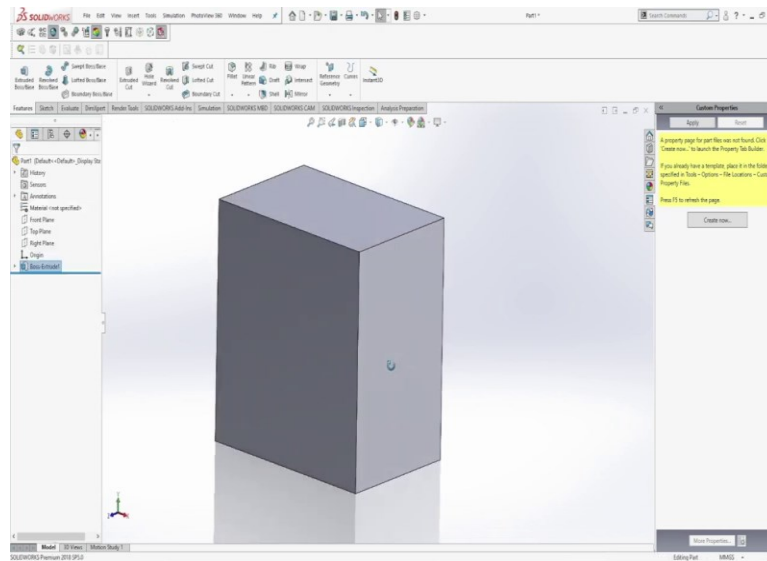 SOLIDWORKS File Edit View Insert Tools Simulation PhotoView 360 Window Help Part1 * Search Commands
Extruded Boss/Base
Revolved Boss/Base
Swept Boss/Base
Lofted Boss/Base
Boundary Boss/Base
Extruded Cut
Hole Wizard
Revolved Cut
Swept Cut
Lofted Cut
Boundary Cut
Fillet
Linear Pattern
Rib
Draft
Shell
Wrap
Intersect
Mirror
Reference Geometry
Curves
Instant3D
Features Sketch Evaluate DimXpert Render Tools SOLIDWORKS Add-Ins Simulation SOLIDWORKS MBD SOLIDWORKS CAM SOLIDWORKS Inspection Analysis Preparation
Part1 (Default<<Default>_Display Sta
History
Sensors
Annotations
Material <not specified>
Front Plane
Top Plane
Right Plane
Origin
Boss-Extrude1
Custom Properties
Apply Reset
A property page for part files was not found. Click
"Create now..." to launch the Property Tab Builder.
If you already have a template, place it in the folde
specified in Tools - Options - File Locations - Custo
Property Files.
Press F5 to refresh the page.
Create now...
More Properties...
Model 3D Views Motion Study 1
SOLIDWORKS Premium 2018 SP5.0 Editing Part MMGS